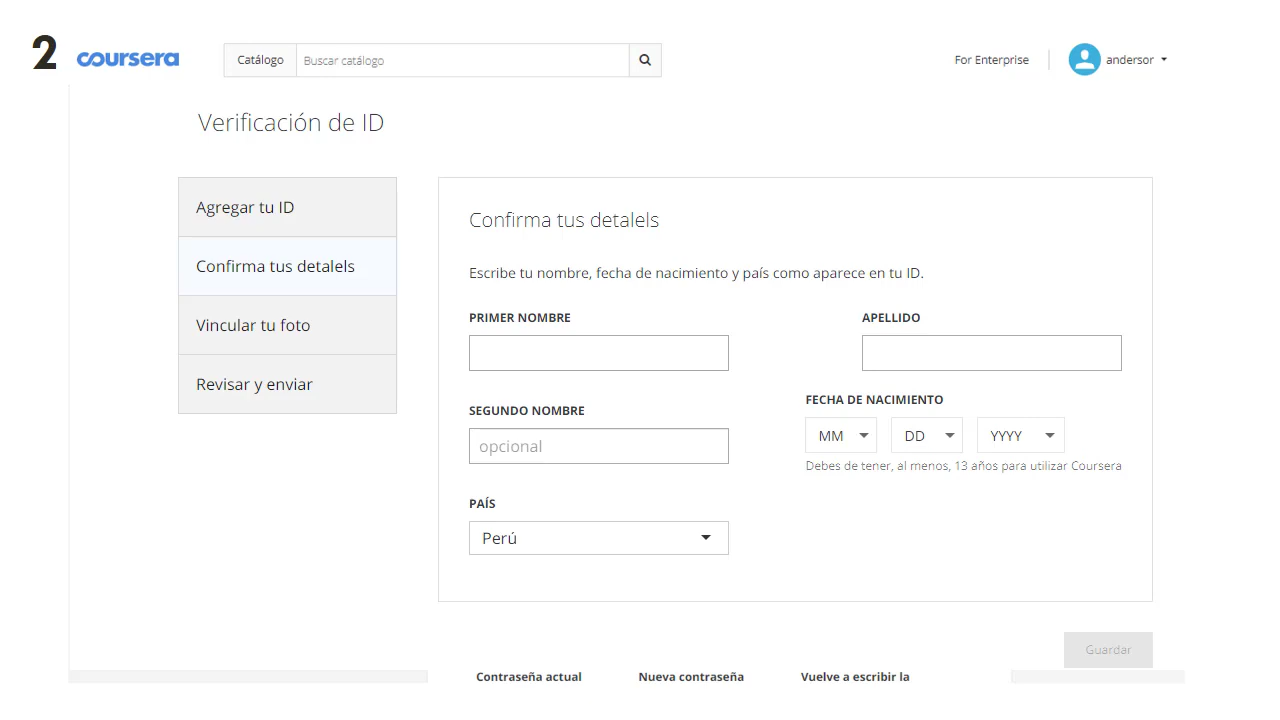 2
coursera
Catálogo
Buscar catálogo
For Enterprise
andersor
Verificación de ID
Agregar tu ID
Confirma tus detalels
Vincular tu foto
Revisar y enviar
Confirma tus detalels
Escribe tu nombre, fecha de nacimiento y país como aparece en tu ID.
PRIMER NOMBRE
APELLIDO
SEGUNDO NOMBRE
opcional
FECHA DE NACIMIENTO
MM DD YYYY
Debes de tener, al menos, 13 años para utilizar Coursera
PAÍS
Perú
Guardar
Contraseña actual
Nueva contraseña
Vuelve a escribir la